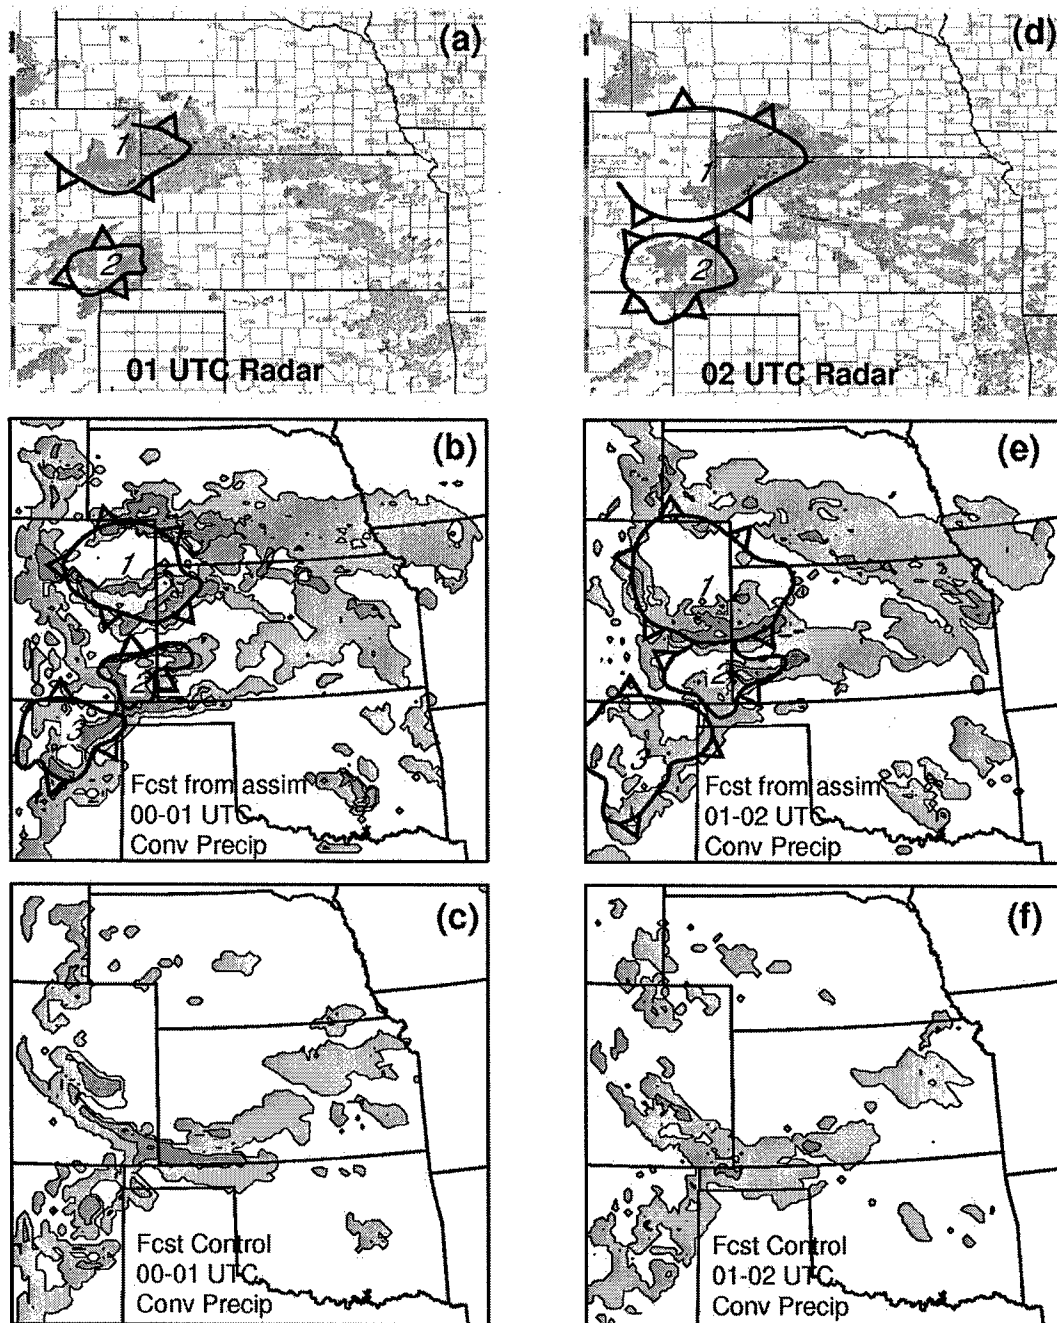 (a)
1
2
01 UTC Radar
(d)
1
2
02 UTC Radar
(b)
1
2
3
Fcst from assim
00-01 UTC
Conv Precip
(e)
1
2
3
Fcst from assim
01-02 UTC
Conv Precip
(c)
Fcst Control
00-01 UTC
Conv Precip
(f)
Fcst Control
01-02 UTC
Conv Precip